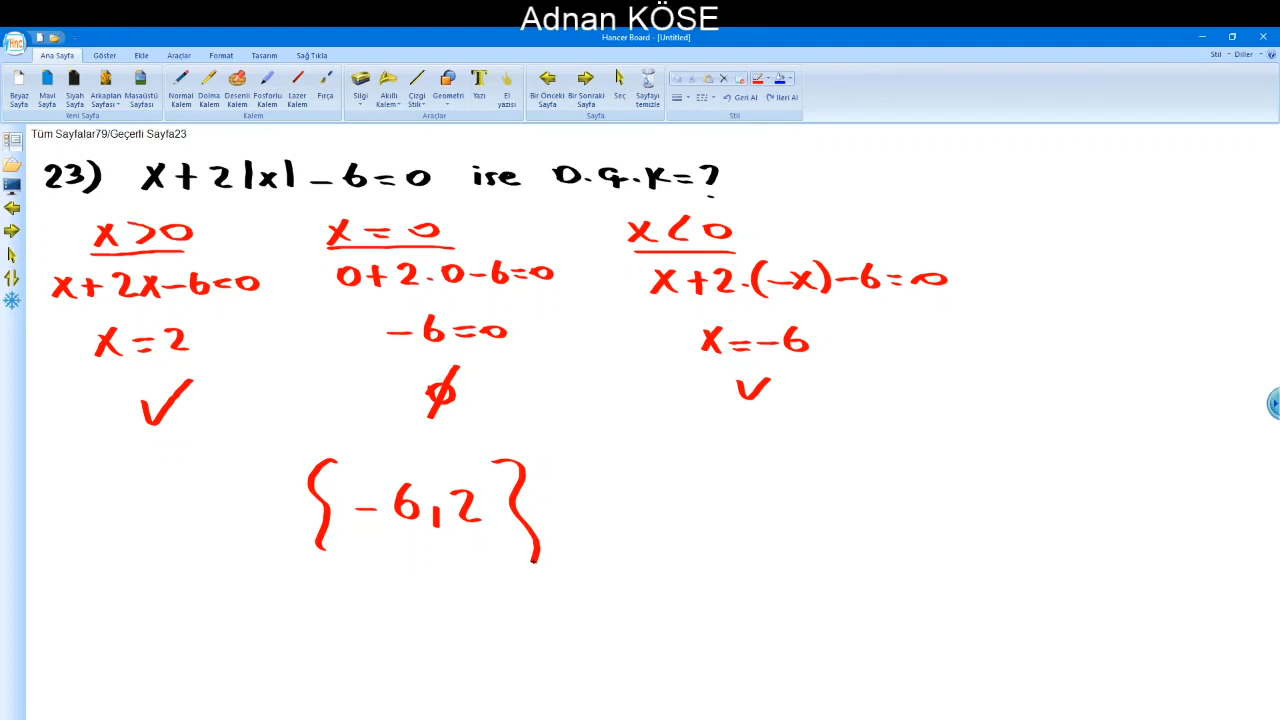 Adnan KÖSE
Hancer Board - [Untitled]
Hnc
Ana Sayfa Göster Ekle Araçlar Format Tasarım Sağ Tıkla Stil Diller
Beyaz Sayfa Mavi Sayfa Siyah Sayfa Arkaplan Sayfası Masaüstü Sayfası Normal Kalem Dolma Kalem Desenli Kalem Fosforlu Kalem Lazer Kalem Fırça Silgi Akıllı Kalem Çizgi Stili Geometri Yazı El yazısı Bir Önceki Sayfa Bir Sonraki Sayfa Seç Sayfayı temizle Geri Al İleri Al
Yeni Sayfa Kalem Araçlar Sayfa Stil
Tüm Sayfalar79/Geçerli Sayfa23
23) x + 2|x| - 6 = 0 ise D.G.K = ?
x > 0 x = 0 x < 0
x + 2x - 6 = 0 0 + 2.0 - 6 = 0 x + 2.(-x) - 6 = 0
x = 2 -6 = 0 x = -6
✓ ∅ ✓
{-6,2}